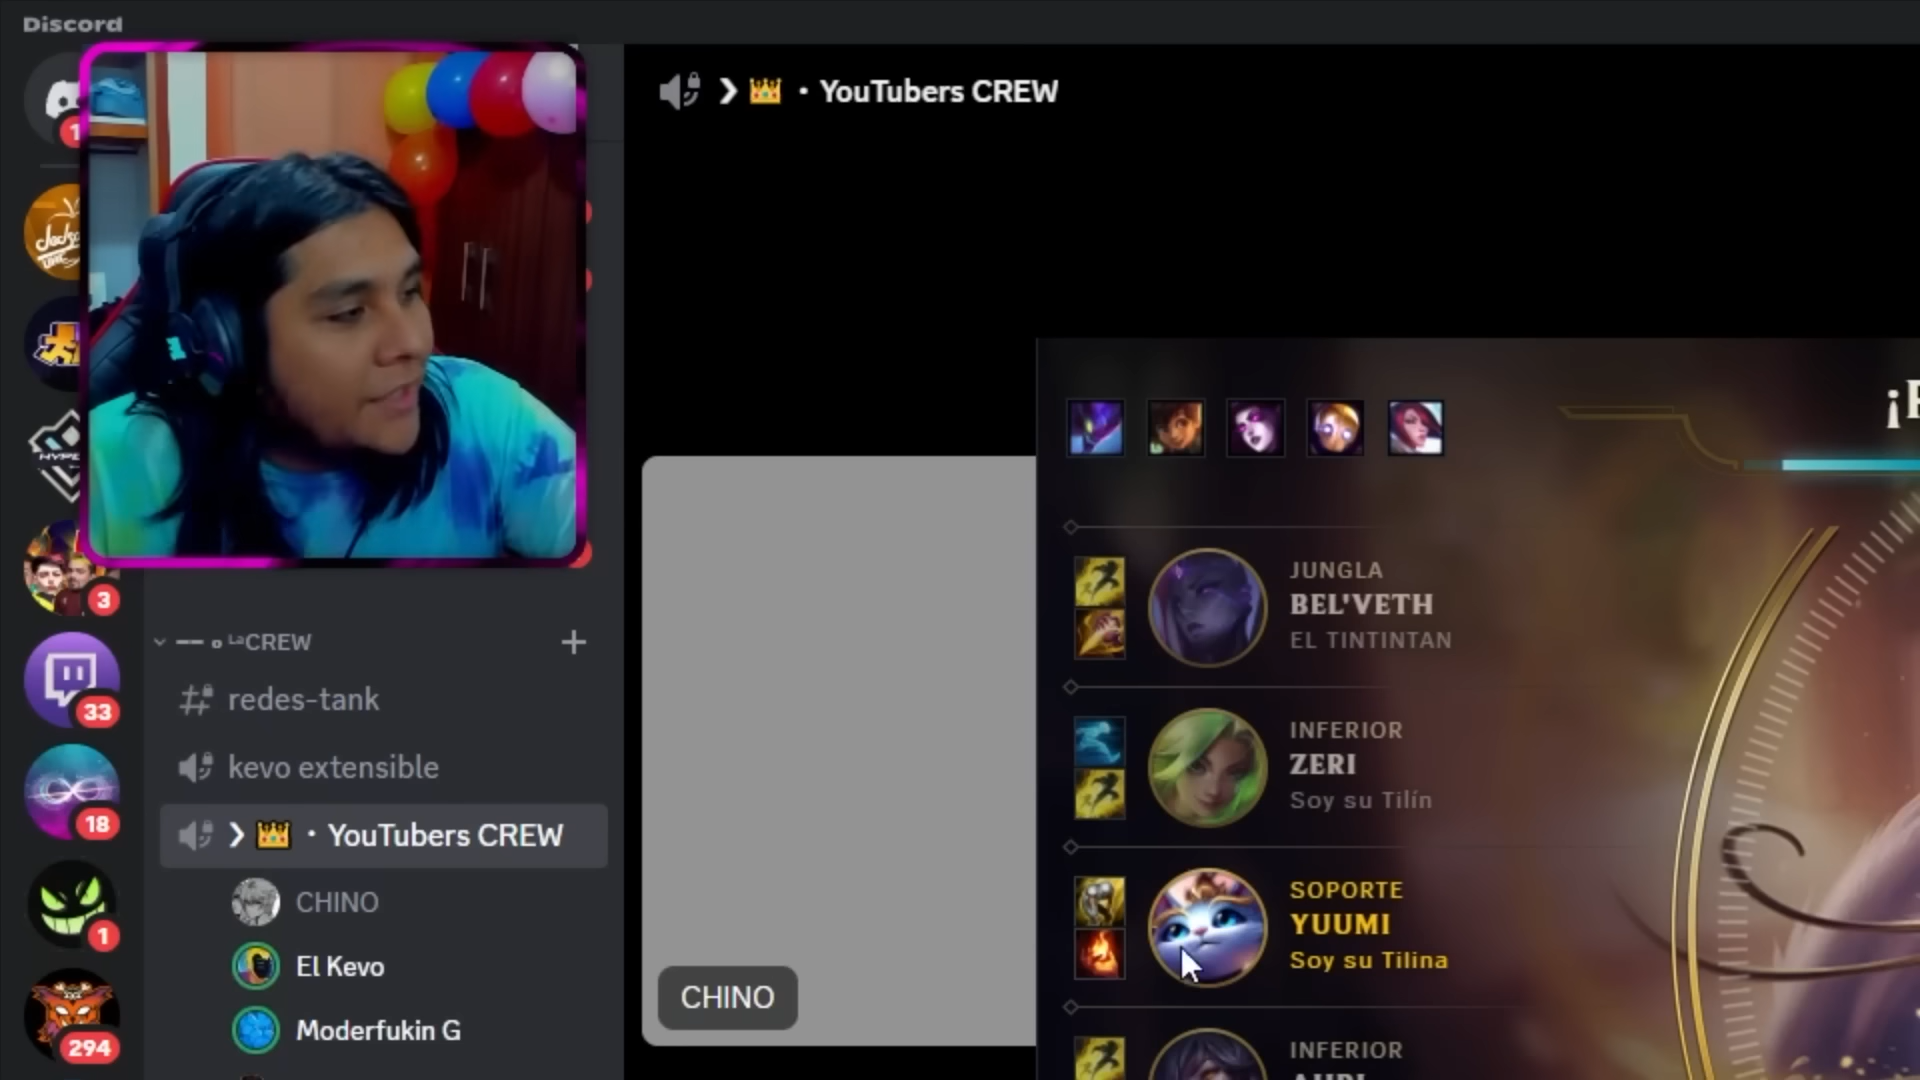 Discord
YouTubers CREW
1
3
33
18
1
294
La CREW
redes-tank
kevo extensible
YouTubers CREW
CHINO
El Kevo
Moderfukin G
CHINO
JUNGLA
BEL'VETH
EL TINTINTAN
INFERIOR
ZERI
Soy su Tilín
SOPORTE
YUUMI
Soy su Tilina
INFERIOR